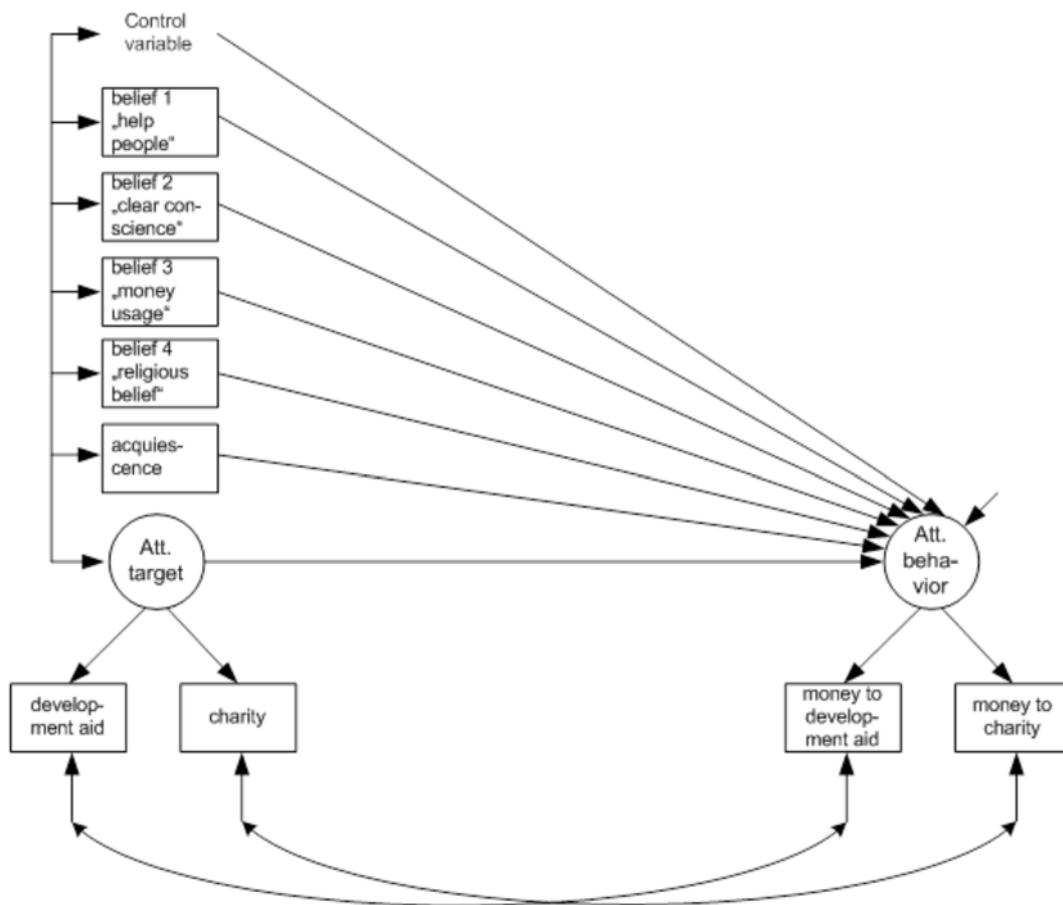 Control
variable
belief 1
„help
people“
belief 2
„clear con-
science“
belief 3
„money
usage“
belief 4
„religious
belief“
acquies-
cence
Att.
target
Att.
beha-
vior
develop-
ment aid
charity
money to
develop-
ment aid
money to
charity